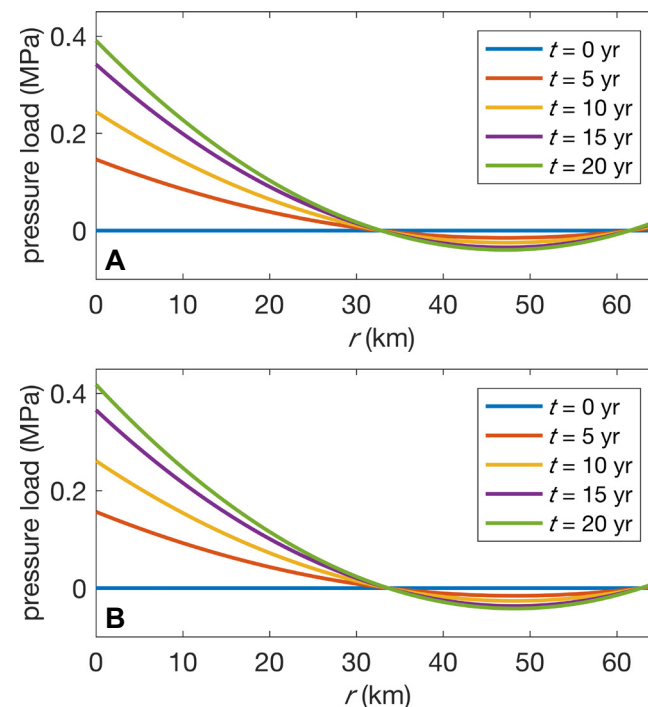 0.4
0.2
0
pressure load (MPa)
t = 0 yr
t = 5 yr
t = 10 yr
t = 15 yr
t = 20 yr
A
0 10 20 30 40 50 60
r (km)
0.4
0.2
0
pressure load (MPa)
t = 0 yr
t = 5 yr
t = 10 yr
t = 15 yr
t = 20 yr
B
0 10 20 30 40 50 60
r (km)